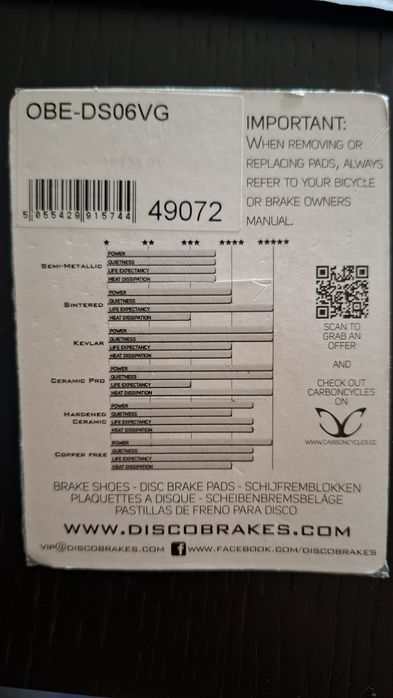 OBE-DS06VG
5 055429 915744
49072
IMPORTANT:
WHEN REMOVING OR
REPLACING PADS, ALWAYS
REFER TO YOUR BICYCLE
OR BRAKE OWNERS
MANUAL.
★ ★★ ★★★ ★★★★ ★★★★★
SEMI-METALLIC
POWER
QUIETNESS
LIFE EXPECTANCY
HEAT DISSIPATION
SINTERED
POWER
QUIETNESS
LIFE EXPECTANCY
HEAT DISSIPATION
KEVLAR
POWER
QUIETNESS
LIFE EXPECTANCY
HEAT DISSIPATION
CERAMIC PRO
POWER
QUIETNESS
LIFE EXPECTANCY
HEAT DISSIPATION
HARDENED
CERAMIC
POWER
QUIETNESS
LIFE EXPECTANCY
HEAT DISSIPATION
COPPER FREE
POWER
QUIETNESS
LIFE EXPECTANCY
HEAT DISSIPATION
SCAN TO
GRAB AN
OFFER
AND
CHECK OUT
CARBONCYCLES
ON
WWW.CARBONCYCLES.CC
BRAKE SHOES - DISC BRAKE PADS - SCHIJFREMBLOKKEN
PLAQUETTES A DISQUE - SCHEIBENBREMSBELÄGE
PASTILLAS DE FRENO PARA DISCO
WWW.DISCOBRAKES.COM
VIP@DISCOBRAKES.COM f WWW.FACEBOOK.COM/DISCOBRAKES